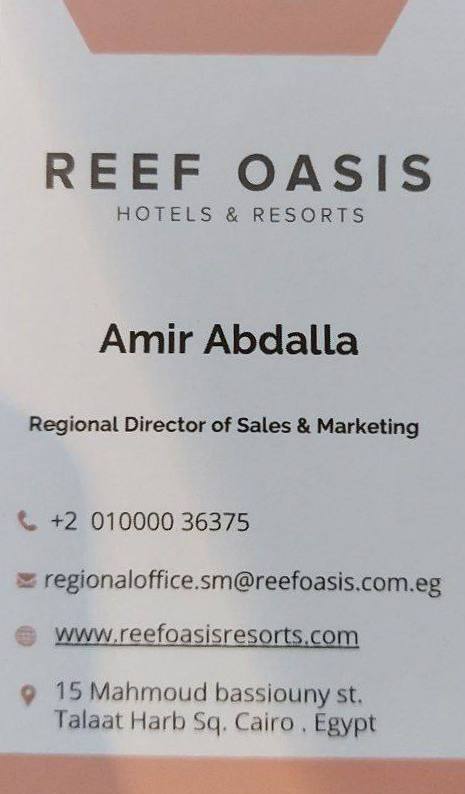 REEF OASIS
HOTELS & RESORTS
Amir Abdalla
Regional Director of Sales & Marketing
+2 010000 36375
regionaloffice.sm@reefoasis.com.eg
www.reefoasisresorts.com
15 Mahmoud bassiouny st.
Talaat Harb Sq. Cairo . Egypt